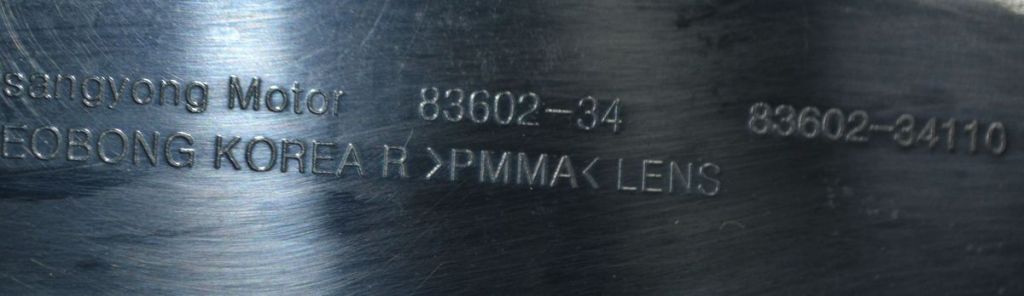 sangyong Motor 83602-34 83602-34110
EOBONG KOREA R >PMMA< LENS